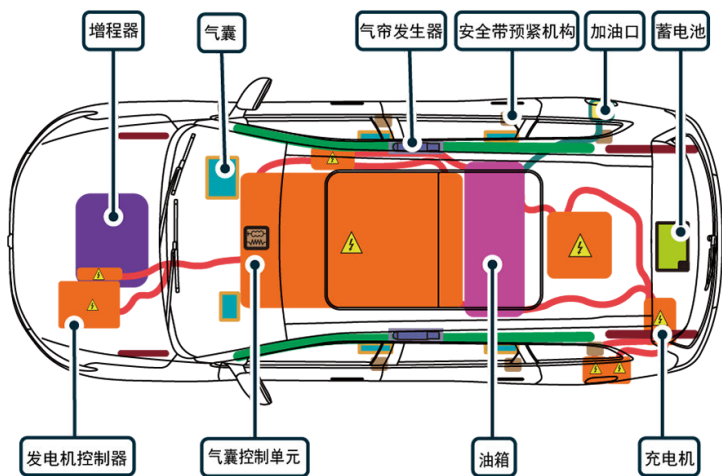 增程器
气囊
气帘发生器
安全带预紧机构
加油口
蓄电池
发电机控制器
气囊控制单元
油箱
充电机